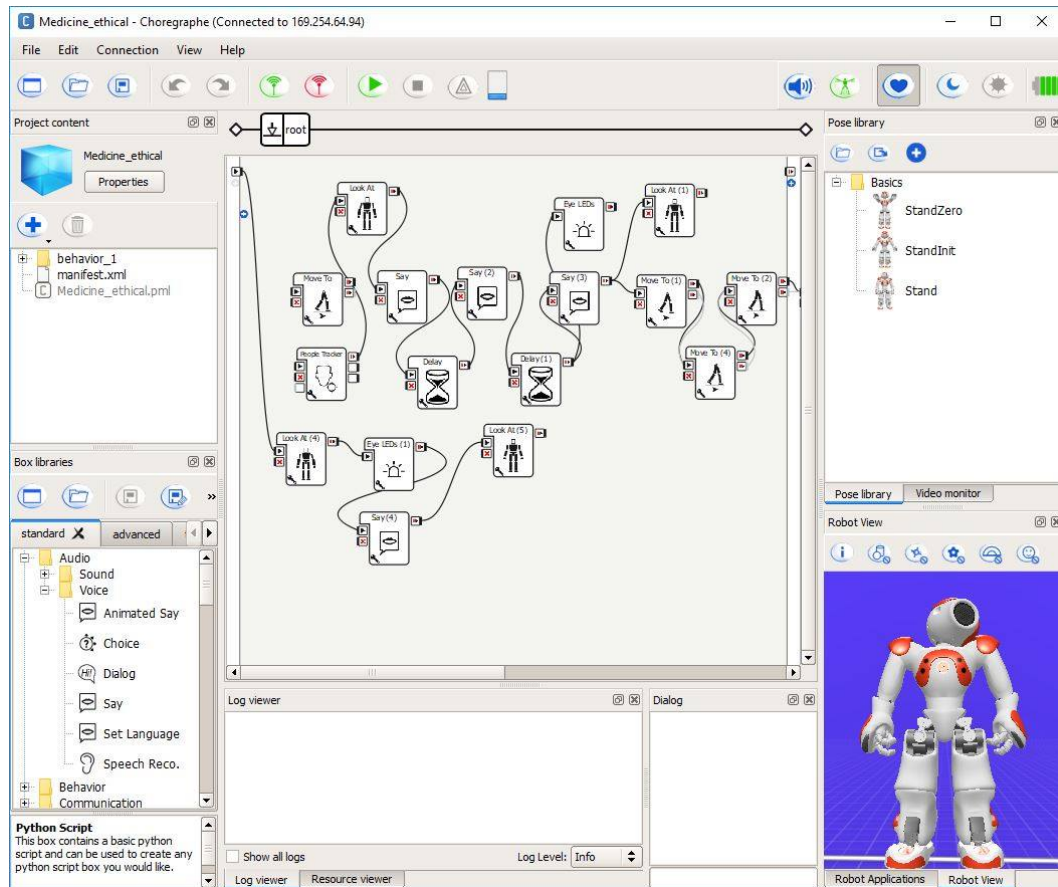 Medicine_ethical - Choregraphe (Connected to 169.254.64.94)
File Edit Connection View Help
Project content
Medicine_ethical
Properties
behavior_1
manifest.xml
Medicine_ethical.pml
root
Look At
Eye LEDs
Look At (1)
Move To
Say
Say (2)
Say (3)
Move To (1)
Move To (2)
People Tracker
Delay
Delay (1)
Move To (4)
Look At (4)
Eye LEDs (1)
Look At (5)
Say (4)
Pose library
Basics
StandZero
StandInit
Stand
Pose library Video monitor
Box libraries
standard advanced
Audio
Sound
Voice
Animated Say
Choice
Dialog
Say
Set Language
Speech Reco.
Behavior
Communication
Python Script
This box contains a basic python
script and can be used to create any
python script box you would like.
Log viewer
Show all logs Log Level: Info
Log viewer Resource viewer
Dialog
Robot View
Robot Applications Robot View